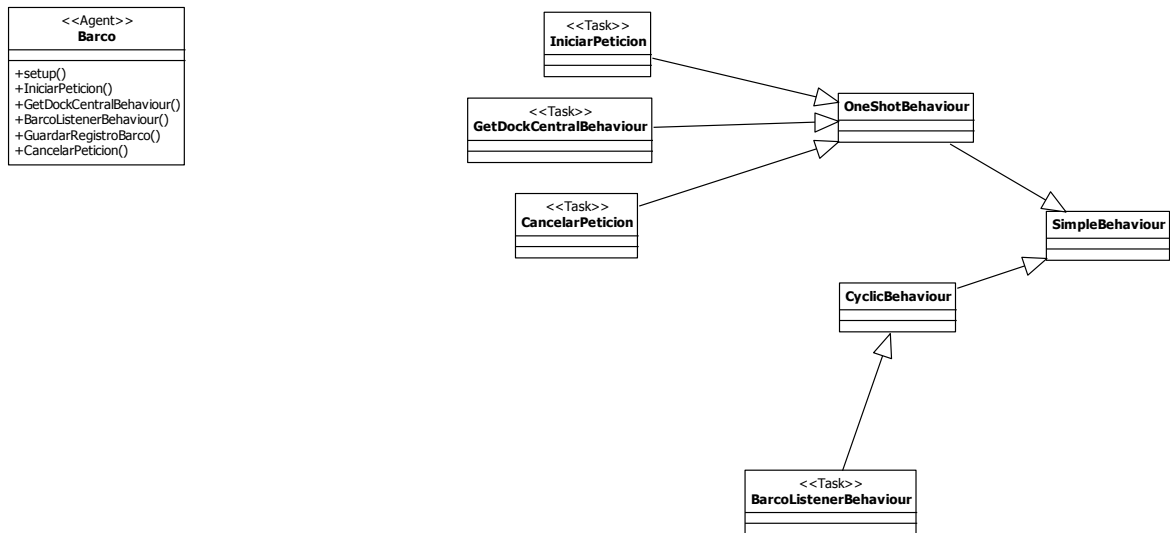 <<Agent>>
Barco
+setup()
+IniciarPeticion()
+GetDockCentralBehaviour()
+BarcoListenerBehaviour()
+GuardarRegistroBarco()
+CancelarPeticion()
<<Task>>
IniciarPeticion
<<Task>>
GetDockCentralBehaviour
<<Task>>
CancelarPeticion
OneShotBehaviour
SimpleBehaviour
CyclicBehaviour
<<Task>>
BarcoListenerBehaviour